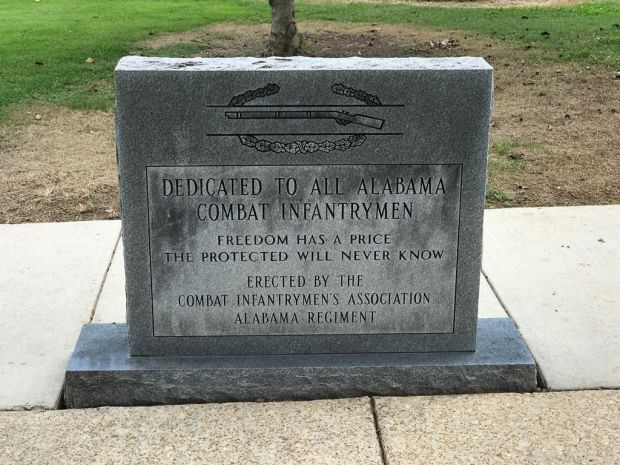 DEDICATED TO ALL ALABAMA
COMBAT INFANTRYMEN
FREEDOM HAS A PRICE
THE PROTECTED WILL NEVER KNOW
ERECTED BY THE
COMBAT INFANTRYMEN'S ASSOCIATION
ALABAMA REGIMENT